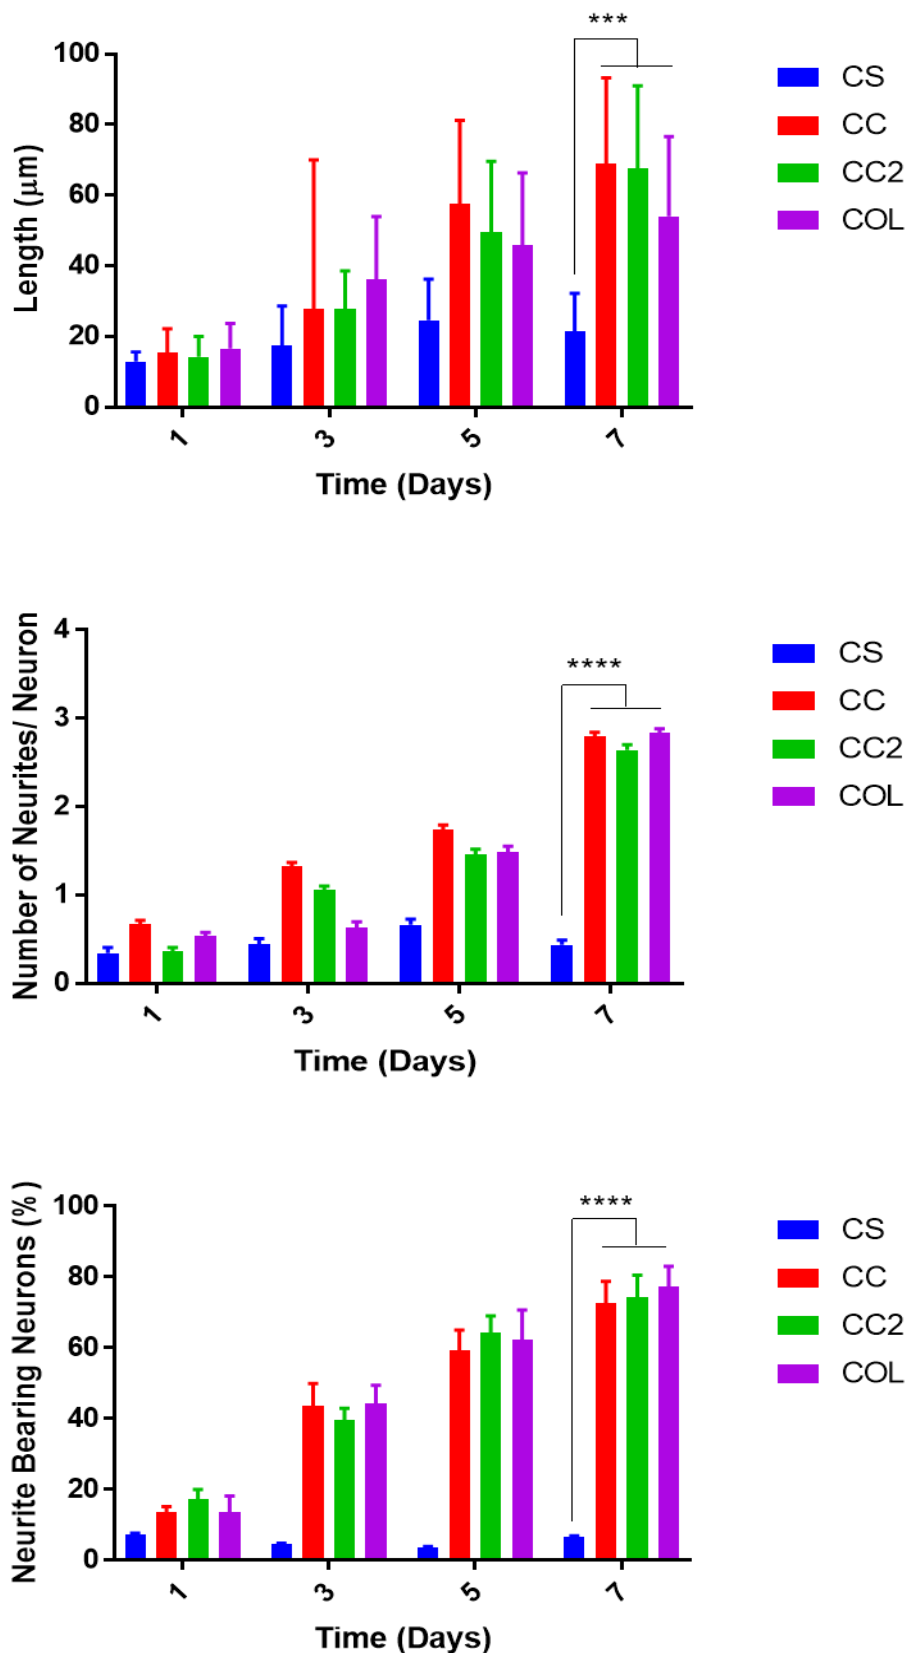 ***
100
80
60
40
20
0
Length (μm)
1 3 5 7
Time (Days)
CS
CC
CC2
COL
****
4
3
2
1
0
Number of Neurites/ Neuron
1 3 5 7
Time (Days)
CS
CC
CC2
COL
****
100
80
60
40
20
0
Neurite Bearing Neurons (%)
1 3 5 7
Time (Days)
CS
CC
CC2
COL